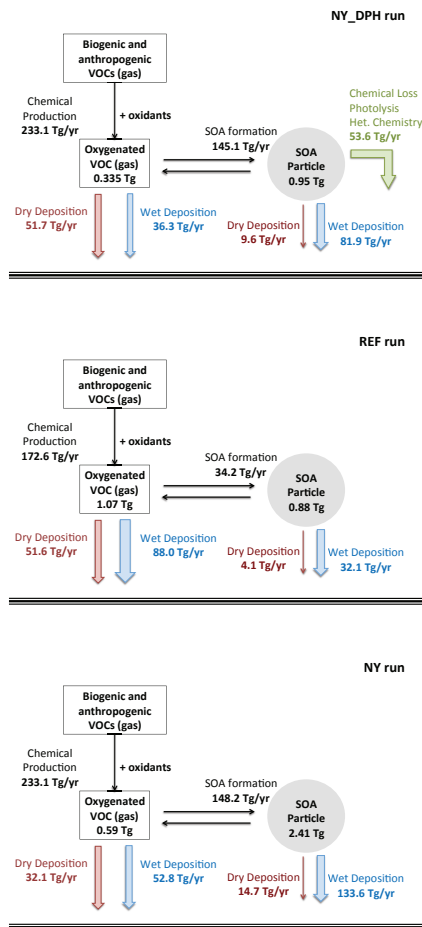 NY_DPH run
Biogenic and
anthropogenic
VOCs (gas)
Chemical
Production
233.1 Tg/yr
+ oxidants
Chemical Loss
Photolysis
Het. Chemistry
53.6 Tg/yr
Oxygenated
VOC (gas)
0.335 Tg
SOA formation
145.1 Tg/yr
SOA
Particle
0.95 Tg
Dry Deposition
51.7 Tg/yr
Wet Deposition
36.3 Tg/yr
Dry Deposition
9.6 Tg/yr
Wet Deposition
81.9 Tg/yr
REF run
Biogenic and
anthropogenic
VOCs (gas)
Chemical
Production
172.6 Tg/yr
+ oxidants
Oxygenated
VOC (gas)
1.07 Tg
SOA formation
34.2 Tg/yr
SOA
Particle
0.88 Tg
Dry Deposition
51.6 Tg/yr
Wet Deposition
88.0 Tg/yr
Dry Deposition
4.1 Tg/yr
Wet Deposition
32.1 Tg/yr
NY run
Biogenic and
anthropogenic
VOCs (gas)
Chemical
Production
233.1 Tg/yr
+ oxidants
Oxygenated
VOC (gas)
0.59 Tg
SOA formation
148.2 Tg/yr
SOA
Particle
2.41 Tg
Dry Deposition
32.1 Tg/yr
Wet Deposition
52.8 Tg/yr
Dry Deposition
14.7 Tg/yr
Wet Deposition
133.6 Tg/yr